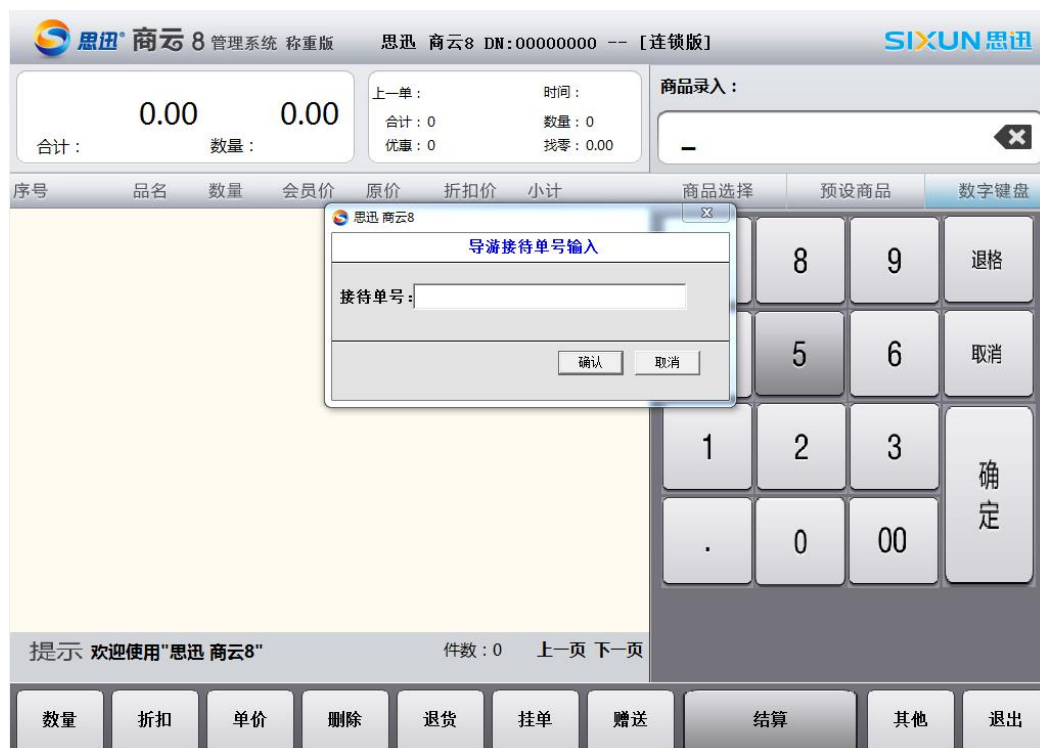 思迅 商云 8 管理系统 称重版 思迅 商云8 DN:00000000 -- [连锁版] SIXUN思迅
合计： 0.00 数量： 0.00
上一单： 时间：
合计：0 数量：0
优惠：0 找零：0.00
商品录入：
_
序号 品名 数量 会员价 原价 折扣价 小计
商品选择 预设商品 数字键盘
思迅 商云8 X
导游接待单号输入
接待单号:
确认 取消
8 9 退格
5 6 取消
1 2 3 确定
. 0 00
提示 欢迎使用"思迅 商云8" 件数：0 上一页 下一页
数量 折扣 单价 删除 退货 挂单 赠送 结算 其他 退出